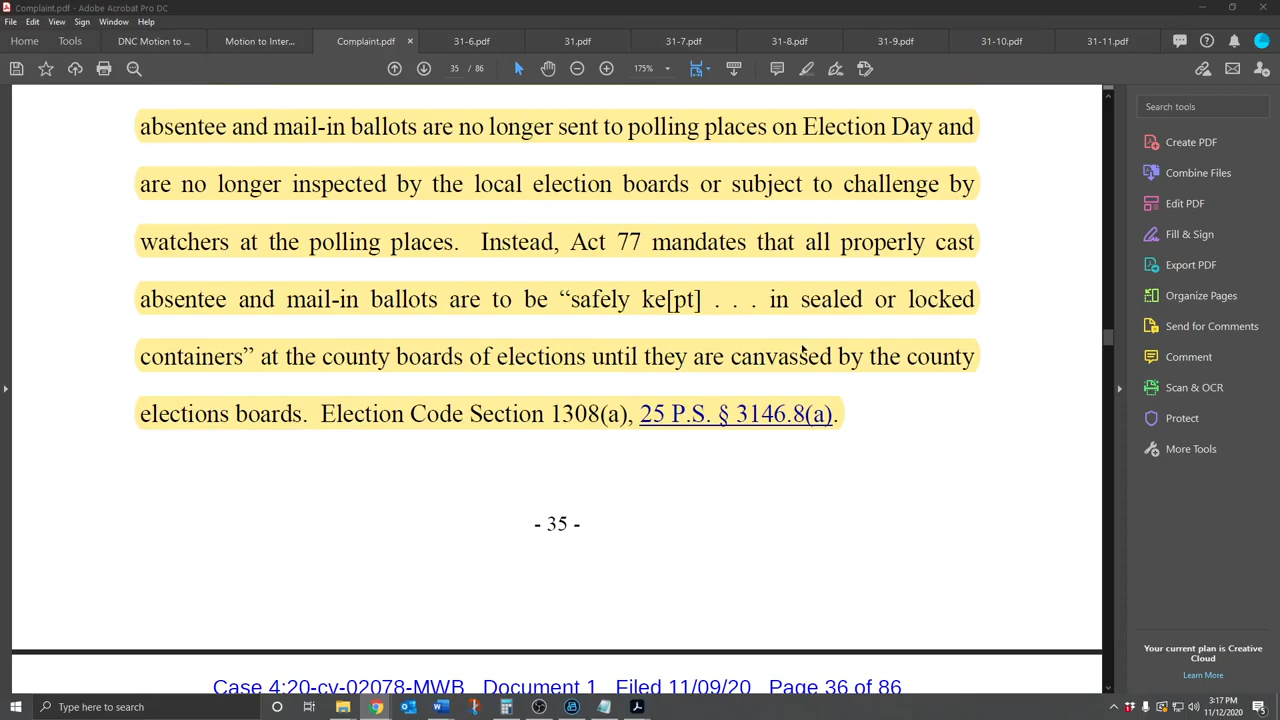 Complaint.pdf - Adobe Acrobat Pro DC
File Edit View Sign Window Help
Home Tools DNC Motion to ... Motion to Inter... Complaint.pdf × 31-6.pdf 31.pdf 31-7.pdf 31-8.pdf 31-9.pdf 31-10.pdf 31-11.pdf
35 / 86 175%
absentee and mail-in ballots are no longer sent to polling places on Election Day and
are no longer inspected by the local election boards or subject to challenge by
watchers at the polling places. Instead, Act 77 mandates that all properly cast
absentee and mail-in ballots are to be “safely ke[pt] . . . in sealed or locked
containers” at the county boards of elections until they are canvassed by the county
elections boards. Election Code Section 1308(a), 25 P.S. § 3146.8(a).
- 35 -
Case 4:20-cv-02078-MWB Document 1 Filed 11/09/20 Page 36 of 86
Search tools
Create PDF
Combine Files
Edit PDF
Fill & Sign
Export PDF
Organize Pages
Send for Comments
Comment
Scan & OCR
Protect
More Tools
Your current plan is Creative
Cloud
Learn More
Type here to search
3:17 PM
11/12/2020